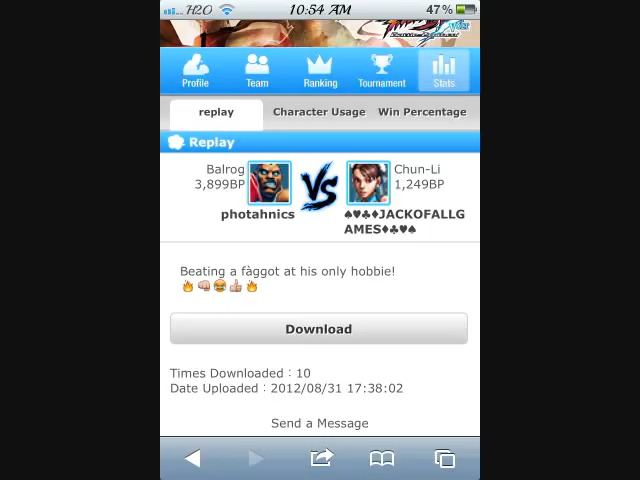 H2O 10:54 AM 47%
Profile Team Ranking Tournament Stats
replay Character Usage Win Percentage
Replay
Balrog VS Chun-Li
3,899BP 1,249BP
photahnics ♠♥♣♦JACKOFALLG
AMES♦♣♥♠
Beating a fàggot at his only hobbie!
🔥👊😂👍🔥
Download
Times Downloaded : 10
Date Uploaded : 2012/08/31 17:38:02
Send a Message